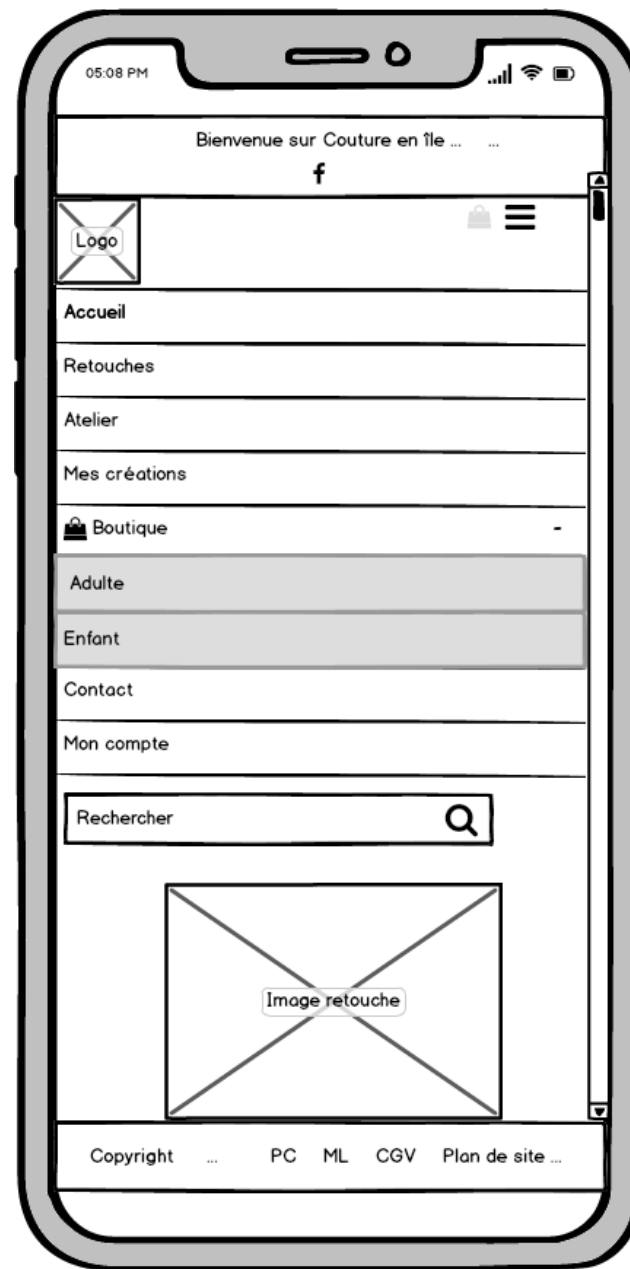 05:08 PM
Bienvenue sur Couture en île ... ...
f
Logo
Accueil
Retouches
Atelier
Mes créations
Boutique -
Adulte
Enfant
Contact
Mon compte
Rechercher
Image retouche
Copyright ... PC ML CGV Plan de site ...